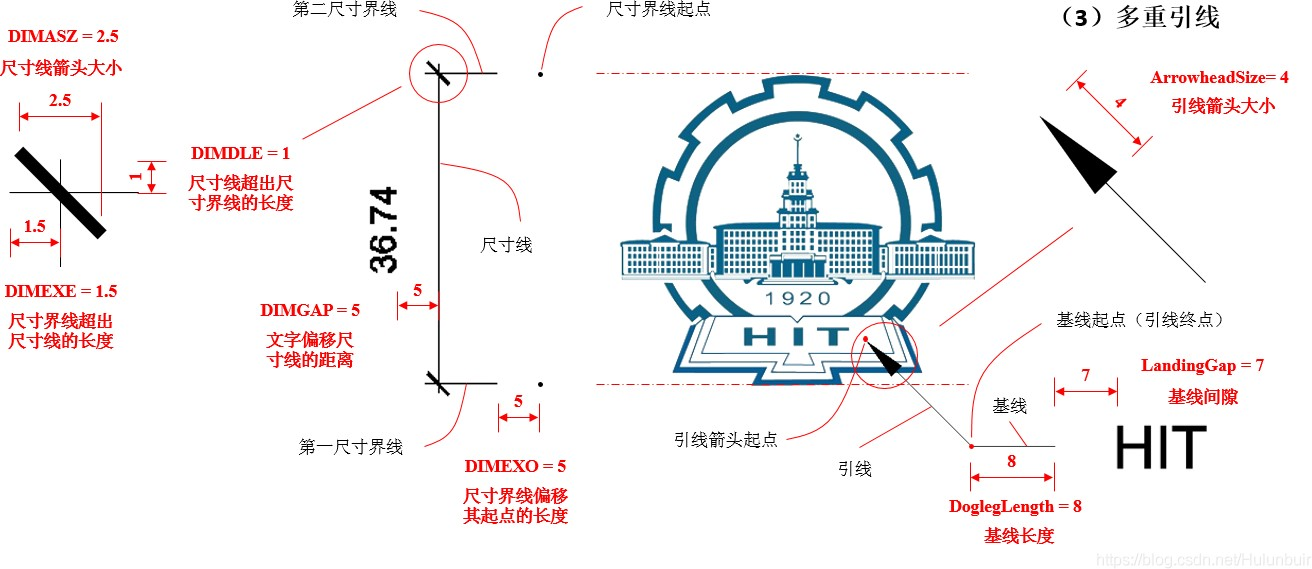 第二尺寸界线
尺寸界线起点
（3）多重引线
DIMASZ = 2.5
尺寸线箭头大小
2.5
1
1.5
DIMEXE = 1.5
尺寸界线超出
尺寸线的长度
DIMDLE = 1
尺寸线超出尺
寸界线的长度
36.74
尺寸线
5
DIMGAP = 5
文字偏移尺
寸线的距离
第一尺寸界线
5
DIMEXO = 5
尺寸界线偏移
其起点的长度
1920
HIT
ArrowheadSize= 4
引线箭头大小
4
基线起点（引线终点）
LandingGap = 7
基线间隙
7
基线
引线箭头起点
引线
HIT
8
DoglegLength = 8
基线长度
https://blog.csdn.net/Hulunbuir